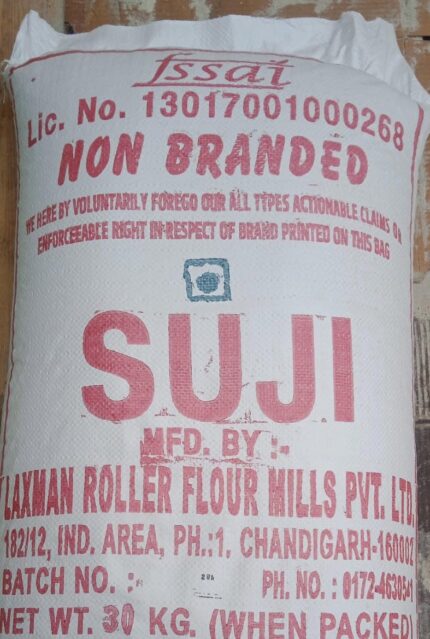 fssai
Lic. No. 13017001000268
NON BRANDED
WE HERE BY VOLUNTARILY FOREGO OUR ALL TYPES ACTIONABLE CLAIMS OR
ENFORCEEABLE RIGHT IN RESPECT OF BRAND PRINTED ON THIS BAG
SUJI
MFD. BY :-
LAXMAN ROLLER FLOUR MILLS PVT. LTD.
182/12, IND. AREA, PH.:1. CHANDIGARH-160002
BATCH NO. :-
PH. NO. :
NET WT. 30 KG. (WHEN PACKED)